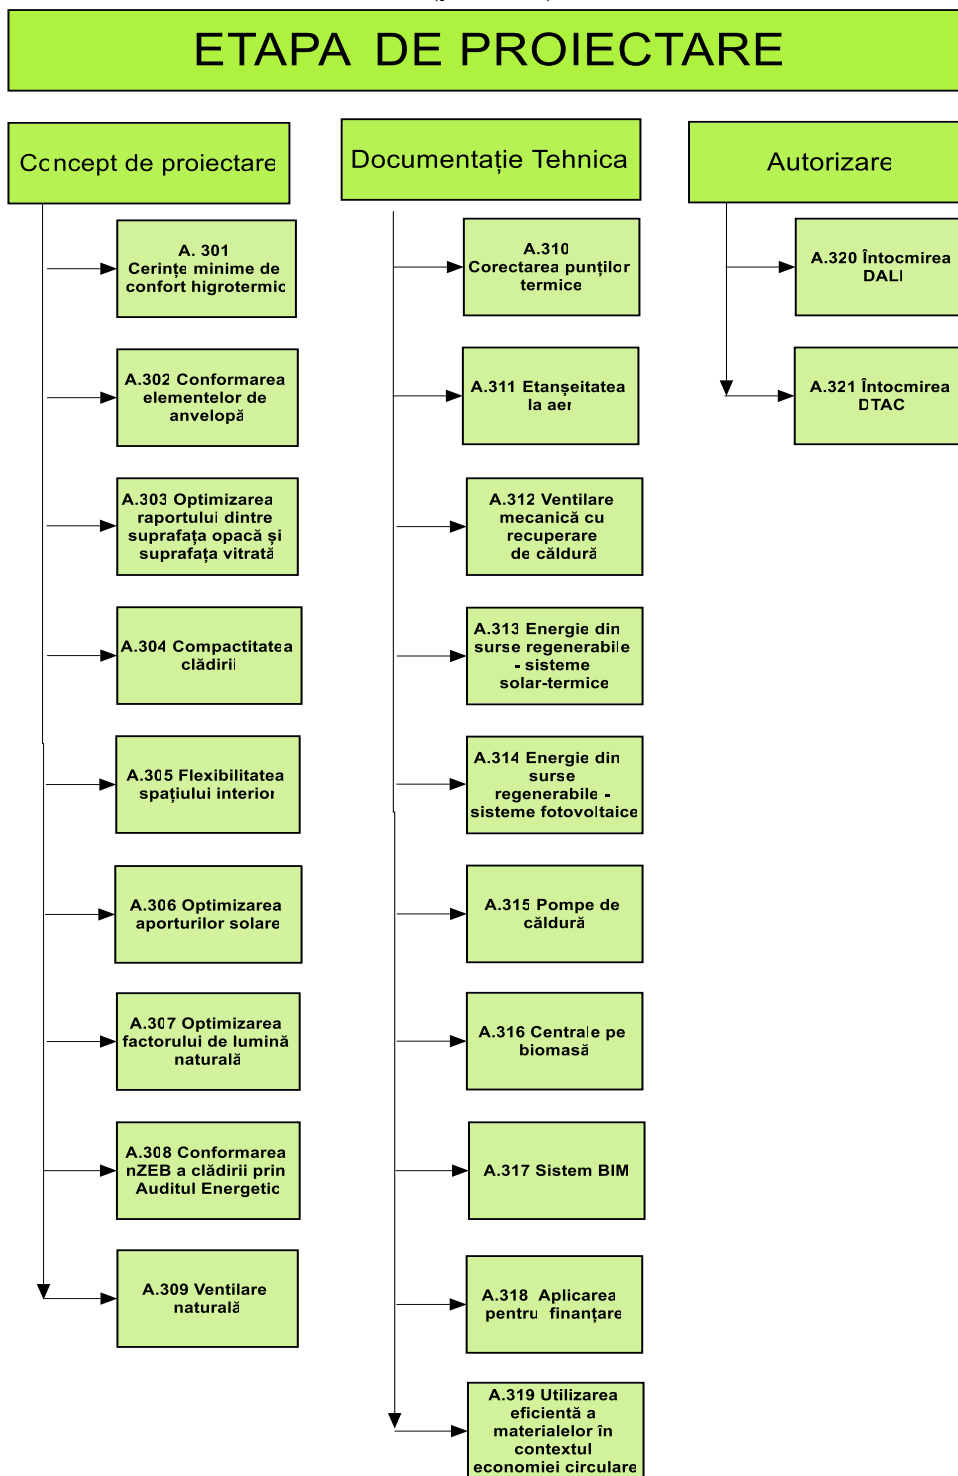 ETAPA DE PROIECTARE
Concept de proiectare
A. 301
Cerințe minime de
confort higrotermic
A.302 Conformarea
elementelor de
anvelopă
A.303 Optimizarea
raportului dintre
suprafața opacă și
suprafața vitrată
A.304 Compactitatea
clădirii
A.305 Flexibilitatea
spațiului interior
A.306 Optimizarea
aporturilor solare
A.307 Optimizarea
factorului de lumină
naturală
A.308 Conformarea
nZEB a clădirii prin
Auditul Energetic
A.309 Ventilare
naturală
Documentație Tehnica
A.310
Corectarea punților
termice
A.311 Etanșeitatea
la aer
A.312 Ventilare
mecanică cu
recuperare
de căldură
A.313 Energie din
surse regenerabile
- sisteme
solar-termice
A.314 Energie din
surse
regenerabile -
sisteme fotovoltaice
A.315 Pompe de
căldură
A.316 Centrale pe
biomasă
A.317 Sistem BIM
A.318 Aplicarea
pentru finanțare
A.319 Utilizarea
eficientă a
materialelor în
contextul
economiei circulare
Autorizare
A.320 Întocmirea
DALI
A.321 Întocmirea
DTAC